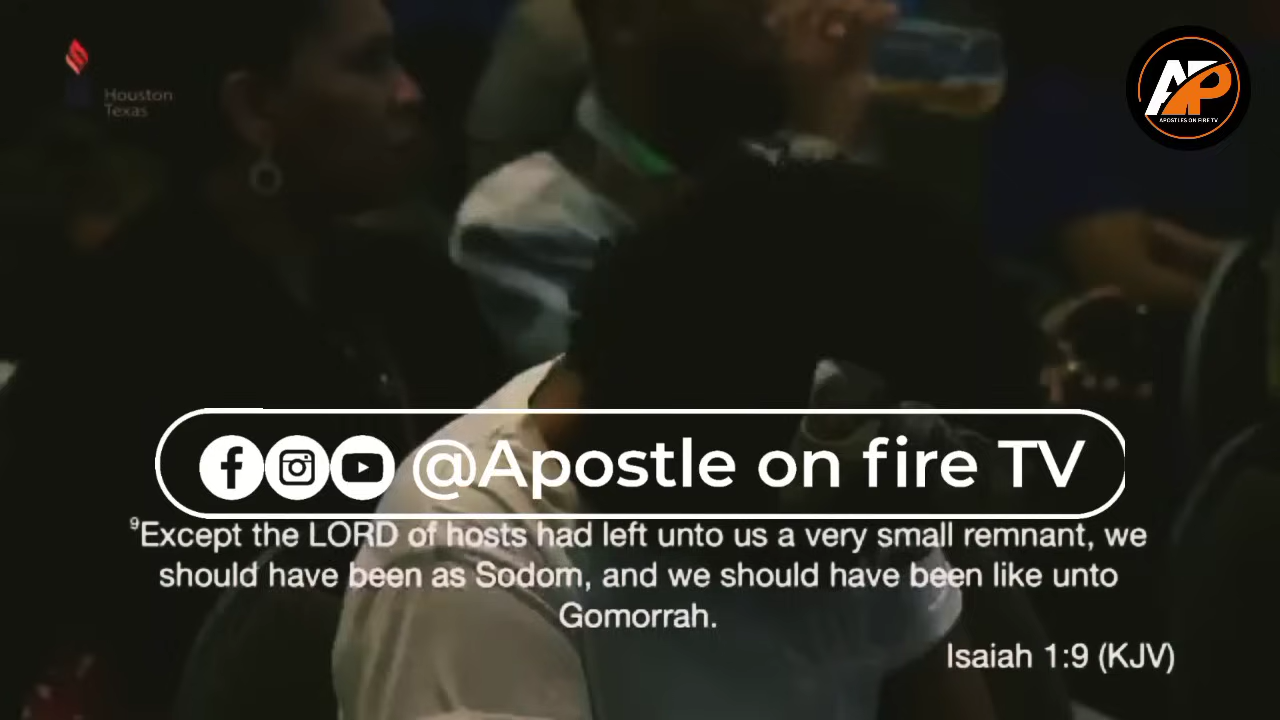 Houston
Texas
AP
APOSTLES ON FIRE TV
@Apostle on fire TV
9Except the LORD of hosts had left unto us a very small remnant, we
should have been as Sodom, and we should have been like unto
Gomorrah.
Isaiah 1:9 (KJV)